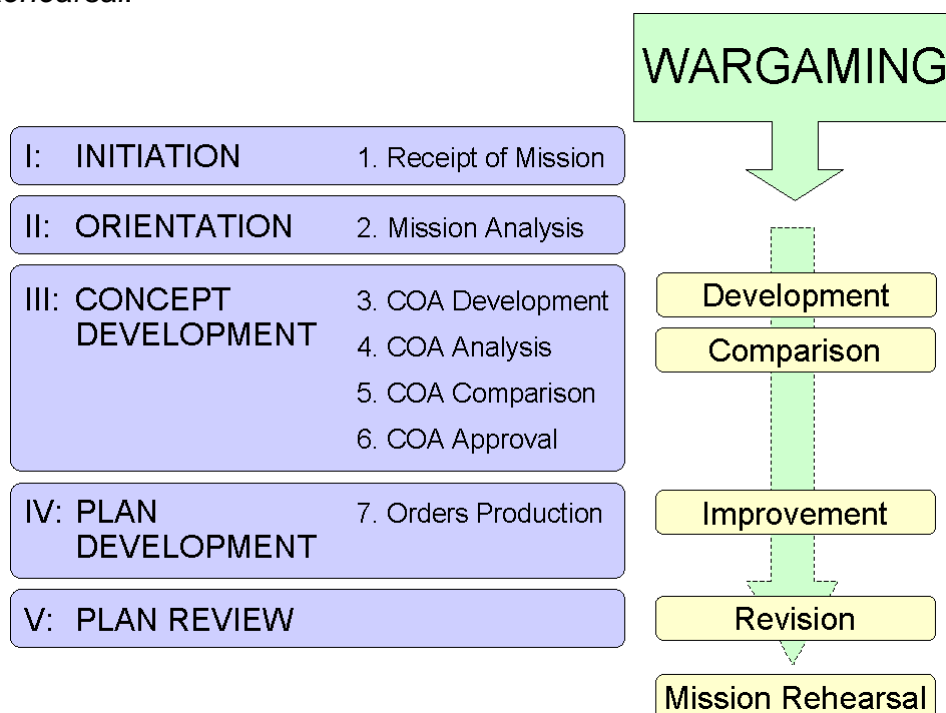 WARGAMING
I: INITIATION 1. Receipt of Mission
II: ORIENTATION 2. Mission Analysis
III: CONCEPT DEVELOPMENT
3. COA Development
4. COA Analysis
5. COA Comparison
6. COA Approval
Development
Comparison
IV: PLAN DEVELOPMENT
7. Orders Production
Improvement
V: PLAN REVIEW
Revision
Mission Rehearsal